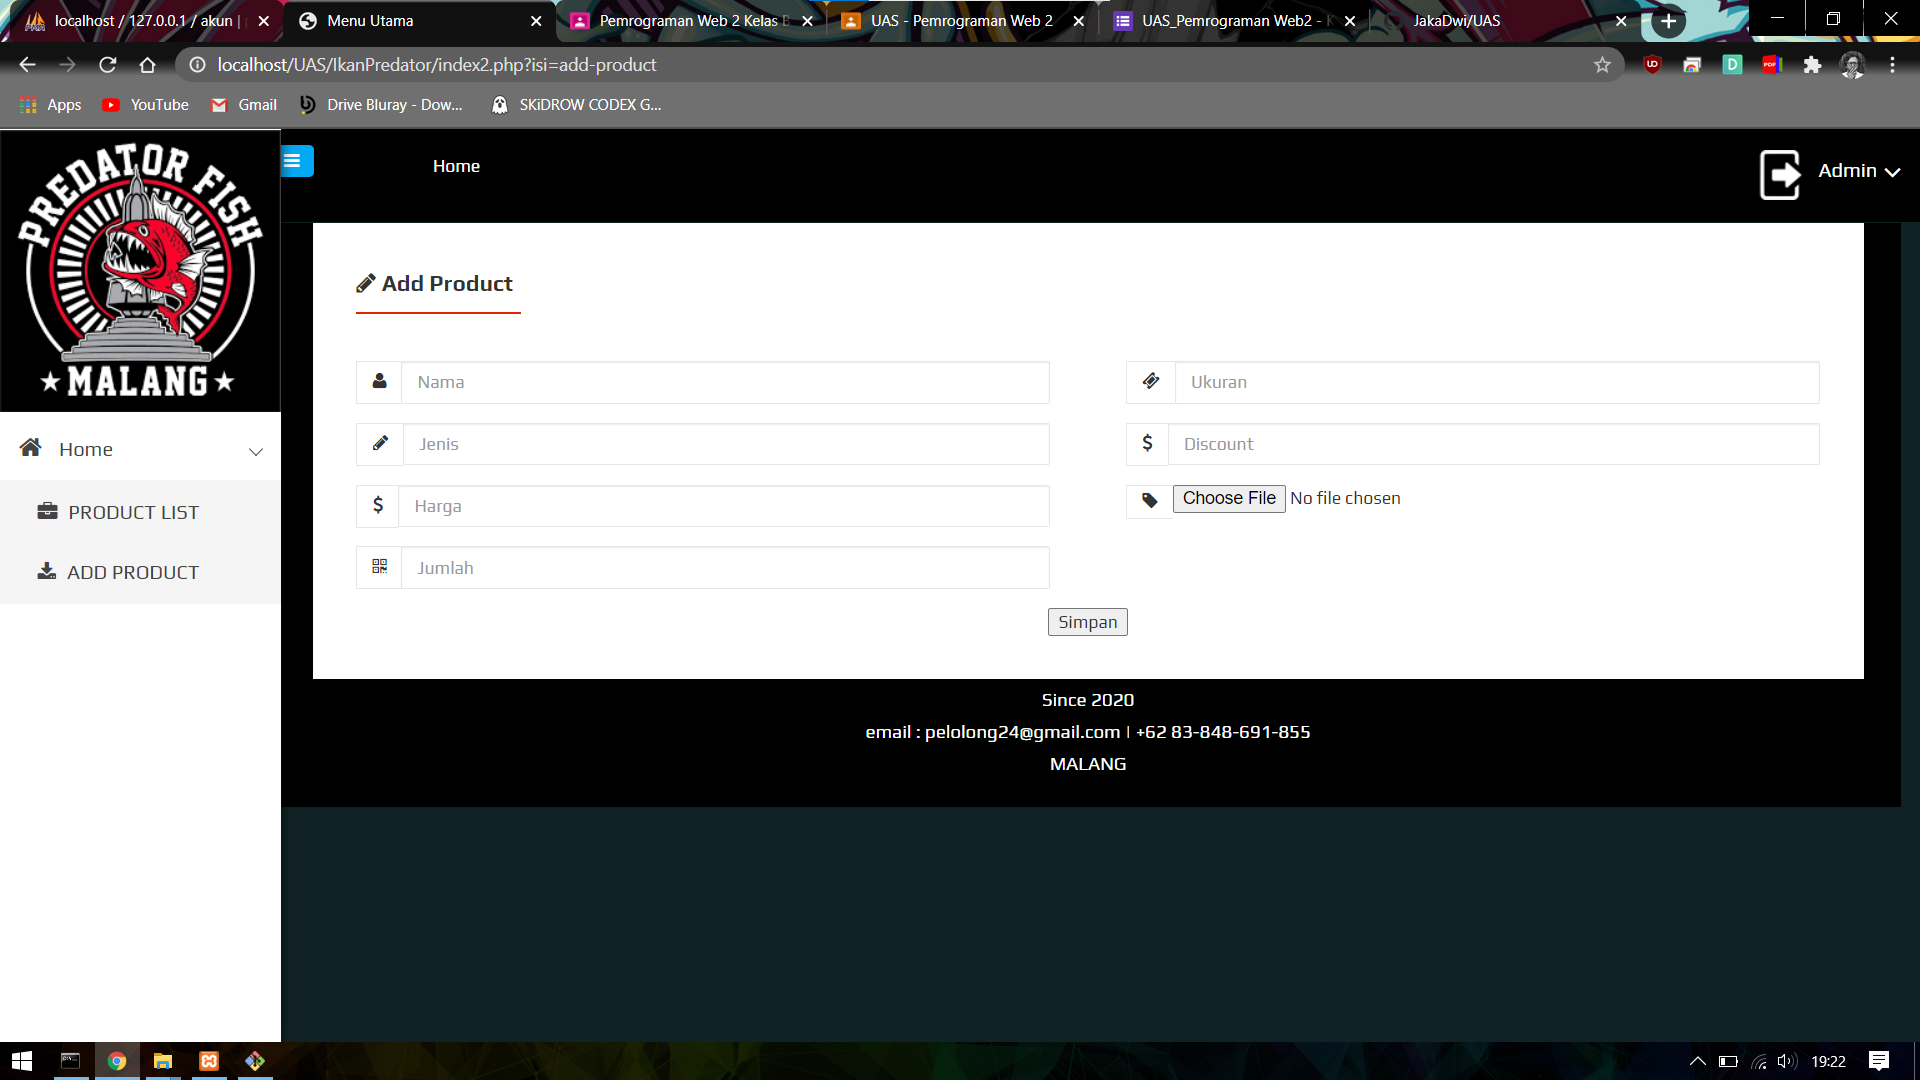 localhost / 127.0.0.1 / akun |
Menu Utama
Pemrograman Web 2 Kelas
UAS - Pemrograman Web 2
UAS_Pemrograman Web2 -
JakaDwi/UAS
localhost/UAS/IkanPredator/index2.php?isi=add-product
UD
D
PDF
Apps
YouTube
Gmail
Drive Bluray - Dow...
SKiDROW CODEX G...
PREDATOR FISH
MALANG
Home
Admin
Home
PRODUCT LIST
ADD PRODUCT
Add Product
Nama
Ukuran
Jenis
Discount
Harga
Choose File No file chosen
Jumlah
Simpan
Since 2020
email : pelolong24@gmail.com | +62 83-848-691-855
MALANG
19:22